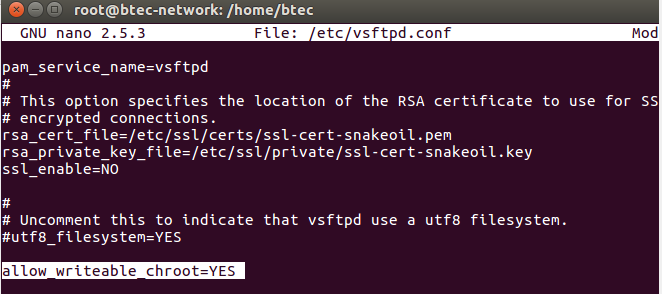 root@btec-network: /home/btec
GNU nano 2.5.3 File: /etc/vsftpd.conf Mod
pam_service_name=vsftpd
#
# This option specifies the location of the RSA certificate to use for SS
# encrypted connections.
rsa_cert_file=/etc/ssl/certs/ssl-cert-snakeoil.pem
rsa_private_key_file=/etc/ssl/private/ssl-cert-snakeoil.key
ssl_enable=NO
#
# Uncomment this to indicate that vsftpd use a utf8 filesystem.
#utf8_filesystem=YES
allow_writeable_chroot=YES